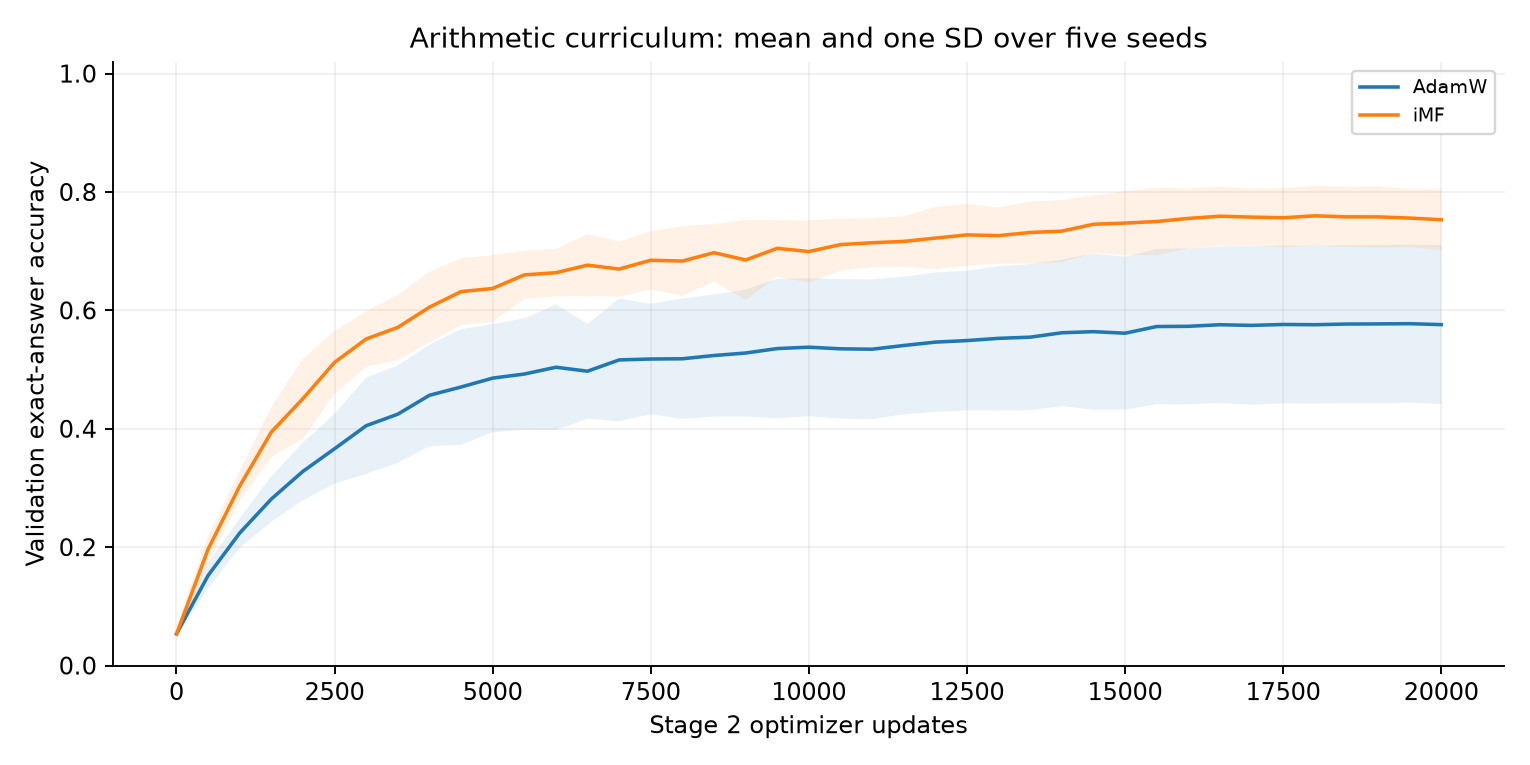 Arithmetic curriculum: mean and one SD over five seeds
AdamW
iMF
Validation exact-answer accuracy
1.0
0.8
0.6
0.4
0.2
0.0
0 2500 5000 7500 10000 12500 15000 17500 20000
Stage 2 optimizer updates